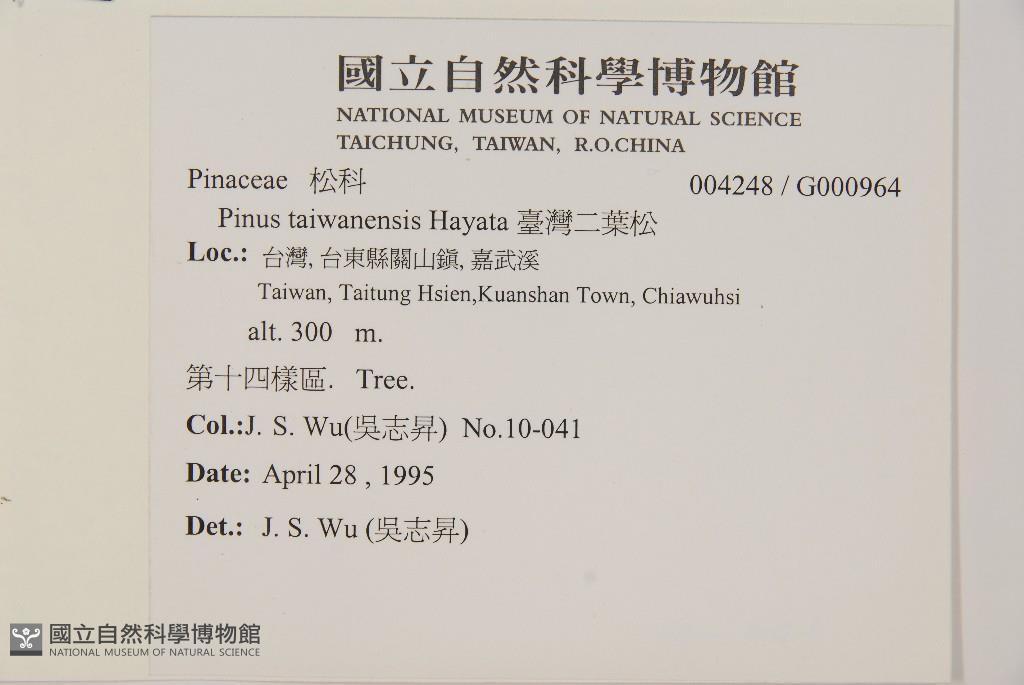 國立自然科學博物館
NATIONAL MUSEUM OF NATURAL SCIENCE
TAICHUNG, TAIWAN, R.O.CHINA
Pinaceae 松科 004248 / G000964
Pinus taiwanensis Hayata 臺灣二葉松
Loc.: 台灣, 台東縣關山鎮, 嘉武溪
Taiwan, Taitung Hsien,Kuanshan Town, Chiawuhsi
alt. 300 m.
第十四樣區. Tree.
Col.:J. S. Wu(吳志昇) No.10-041
Date: April 28 , 1995
Det.: J. S. Wu (吳志昇)
國立自然科學博物館
NATIONAL MUSEUM OF NATURAL SCIENCE